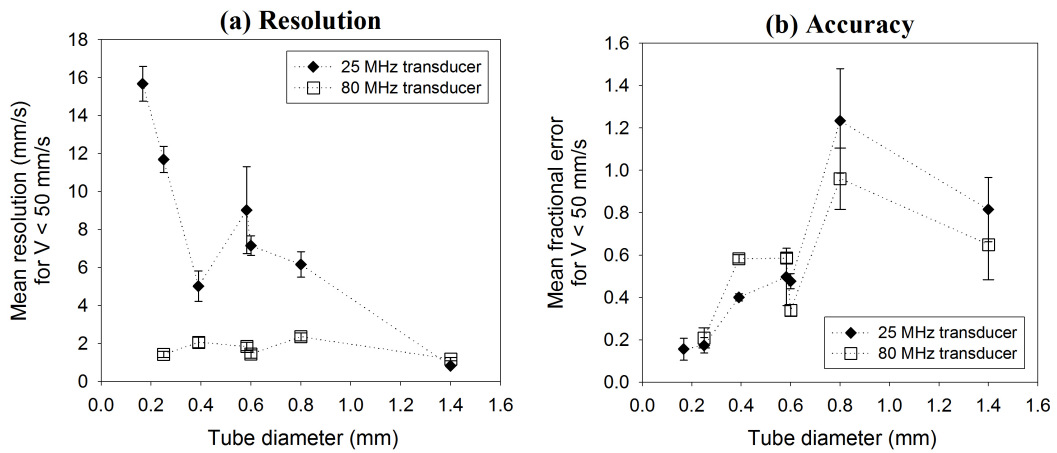 (a) Resolution
Mean resolution (mm/s)
for V < 50 mm/s
18
16
14
12
10
8
6
4
2
0
25 MHz transducer
80 MHz transducer
0.0 0.2 0.4 0.6 0.8 1.0 1.2 1.4 1.6
Tube diameter (mm)
(b) Accuracy
Mean fractional error
for V < 50 mm/s
1.6
1.4
1.2
1.0
0.8
0.6
0.4
0.2
0.0
25 MHz transducer
80 MHz transducer
0.0 0.2 0.4 0.6 0.8 1.0 1.2 1.4 1.6
Tube diameter (mm)